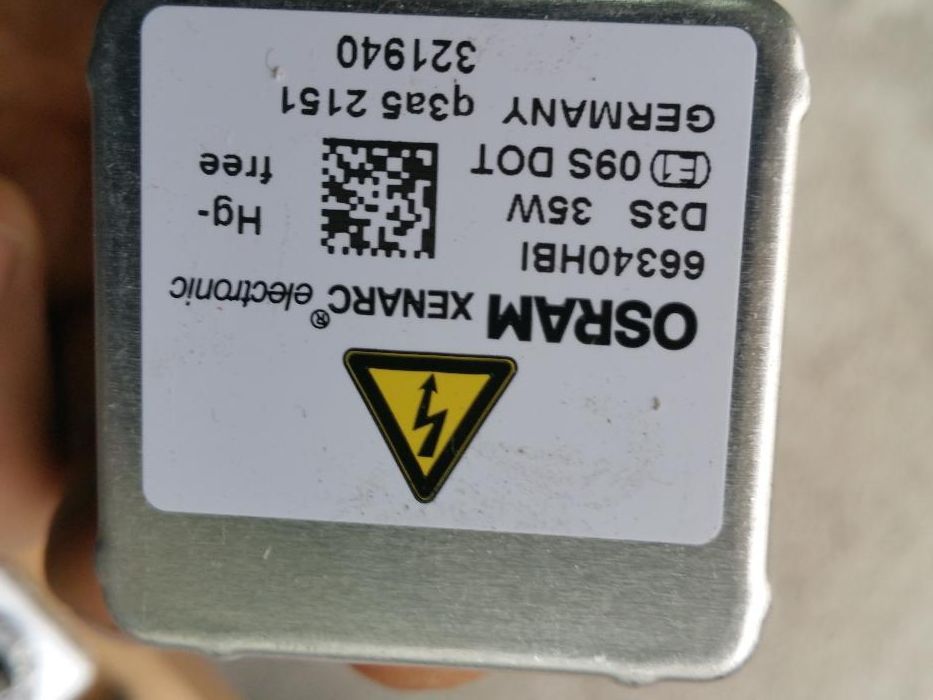 OSRAM XENARC® electronic
66340HBI
D3S 35W
E1 09S DOT
Hg-
free
GERMANY q3a5 2151
321940